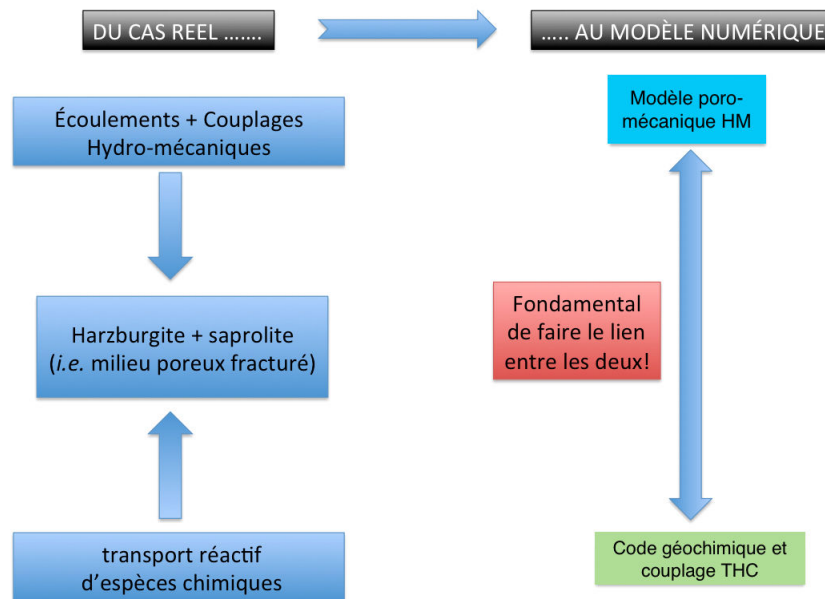 DU CAS REEL …….
….. AU MODÈLE NUMÉRIQUE
Écoulements + Couplages
Hydro-mécaniques
Modèle poro-
mécanique HM
Harzburgite + saprolite
(i.e. milieu poreux fracturé)
Fondamental
de faire le lien
entre les deux!
transport réactif
d'espèces chimiques
Code géochimique et
couplage THC